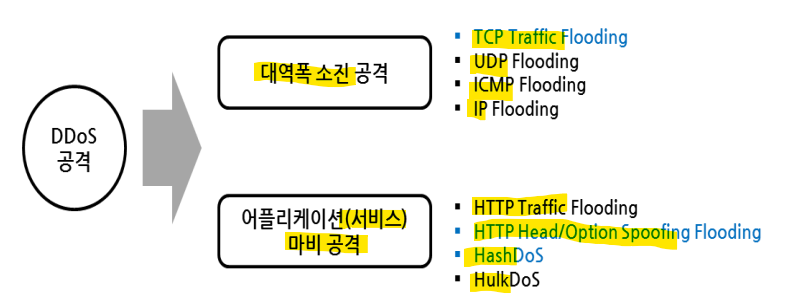 DDoS
공격
대역폭 소진 공격
▪ TCP Traffic Flooding
▪ UDP Flooding
▪ ICMP Flooding
▪ IP Flooding
어플리케이션(서비스)
마비 공격
▪ HTTP Traffic Flooding
▪ HTTP Head/Option Spoofing Flooding
▪ HashDoS
▪ HulkDoS